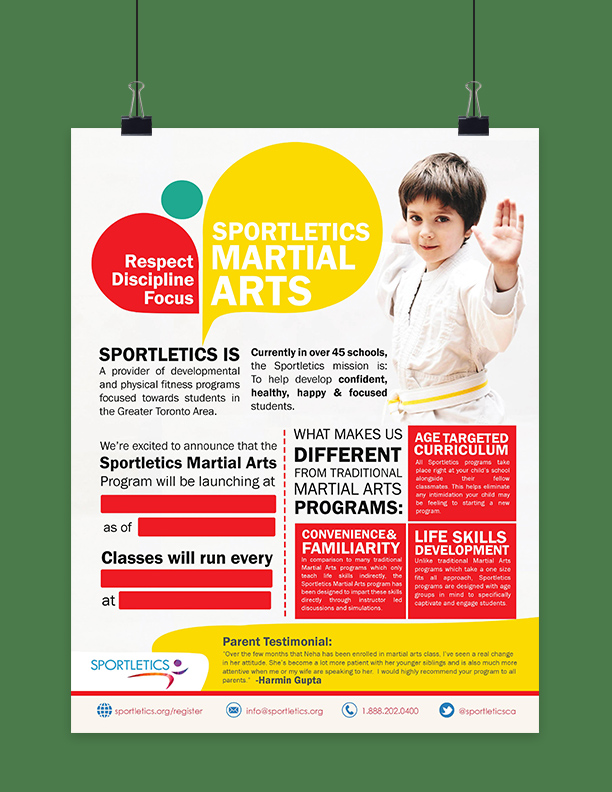 Respect
Discipline
Focus
SPORTLETICS
MARTIAL
ARTS
SPORTLETICS IS
A provider of developmental
and physical fitness programs
focused towards students in
the Greater Toronto Area.
Currently in over 45 schools,
the Sportletics mission is:
To help develop confident,
healthy, happy & focused
students.
We're excited to announce that the
Sportletics Martial Arts
Program will be launching at
as of
Classes will run every
at
WHAT MAKES US
DIFFERENT
FROM TRADITIONAL
MARTIAL ARTS
PROGRAMS:
AGE TARGETED
CURRICULUM
All Sportletics programs take
place right at your child's school
alongside their fellow
classmates. This helps eliminate
any intimidation your child may
be feeling to starting a new
program.
CONVENIENCE &
FAMILIARITY
In comparison to many traditional
Martial Arts programs which only
teach life skills indirectly, the
Sportletics Martial Arts program has
been designed to impart these skills
directly through instructor led
discussions and simulations.
LIFE SKILLS
DEVELOPMENT
Unlike traditional Martial Arts
programs which take a one size
fits all approach, Sportletics
programs are designed with age
groups in mind to specifically
captivate and engage students.
Parent Testimonial:
"Over the few months that Neha has been enrolled in martial arts class, I've seen a real change
in her attitude. She's become a lot more patient with her younger siblings and is also much more
attentive when me or my wife are speaking to her. I would highly recommend your program to all
parents." -Harmin Gupta
SPORTLETICS
sportletics.org/register
info@sportletics.org
1.888.202.0400
@sportleticsca